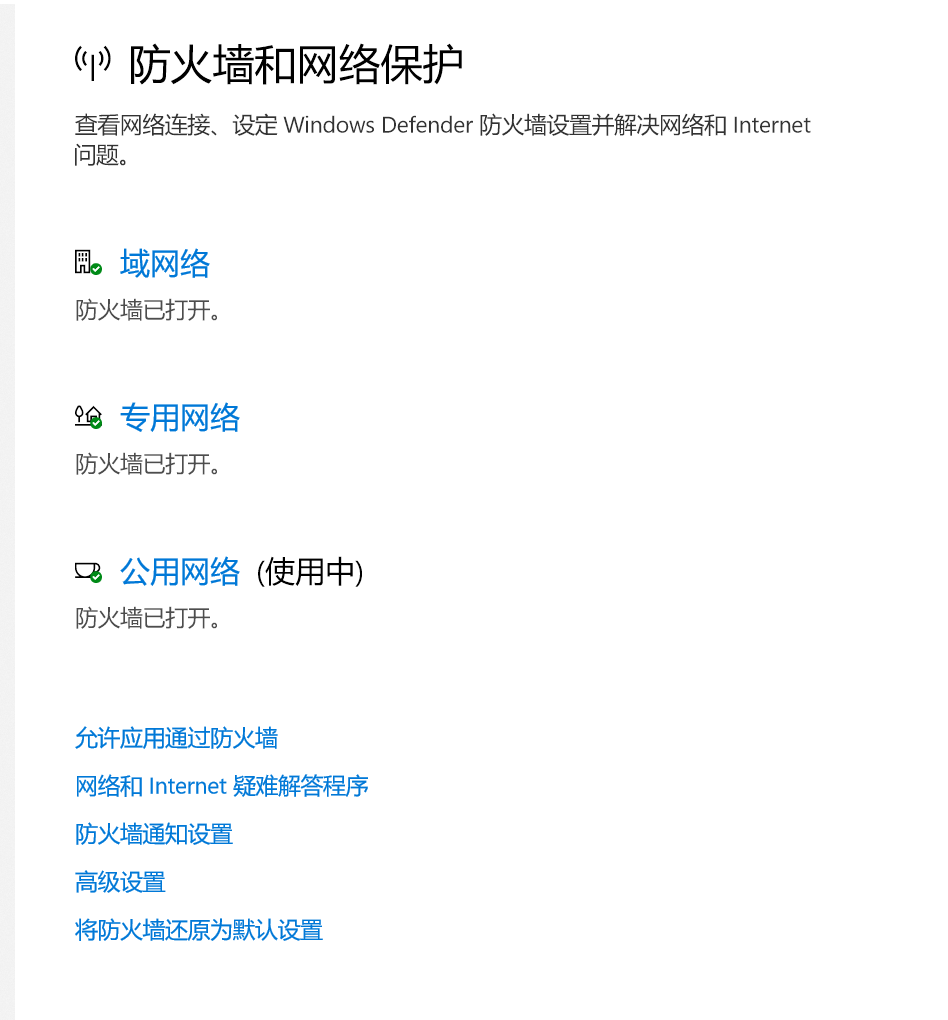 防火墙和网络保护
查看网络连接、设定 Windows Defender 防火墙设置并解决网络和 Internet
问题。
域网络
防火墙已打开。
专用网络
防火墙已打开。
公用网络 (使用中)
防火墙已打开。
允许应用通过防火墙
网络和 Internet 疑难解答程序
防火墙通知设置
高级设置
将防火墙还原为默认设置